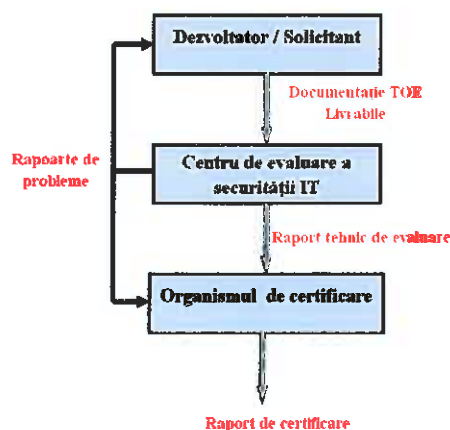 Dezvoltator / Solicitant
Documentație TOE
Livrabile
Rapoarte de
probleme
Centru de evaluare a
securității IT
Raport tehnic de evaluare
Organismul de certificare
Raport de certificare